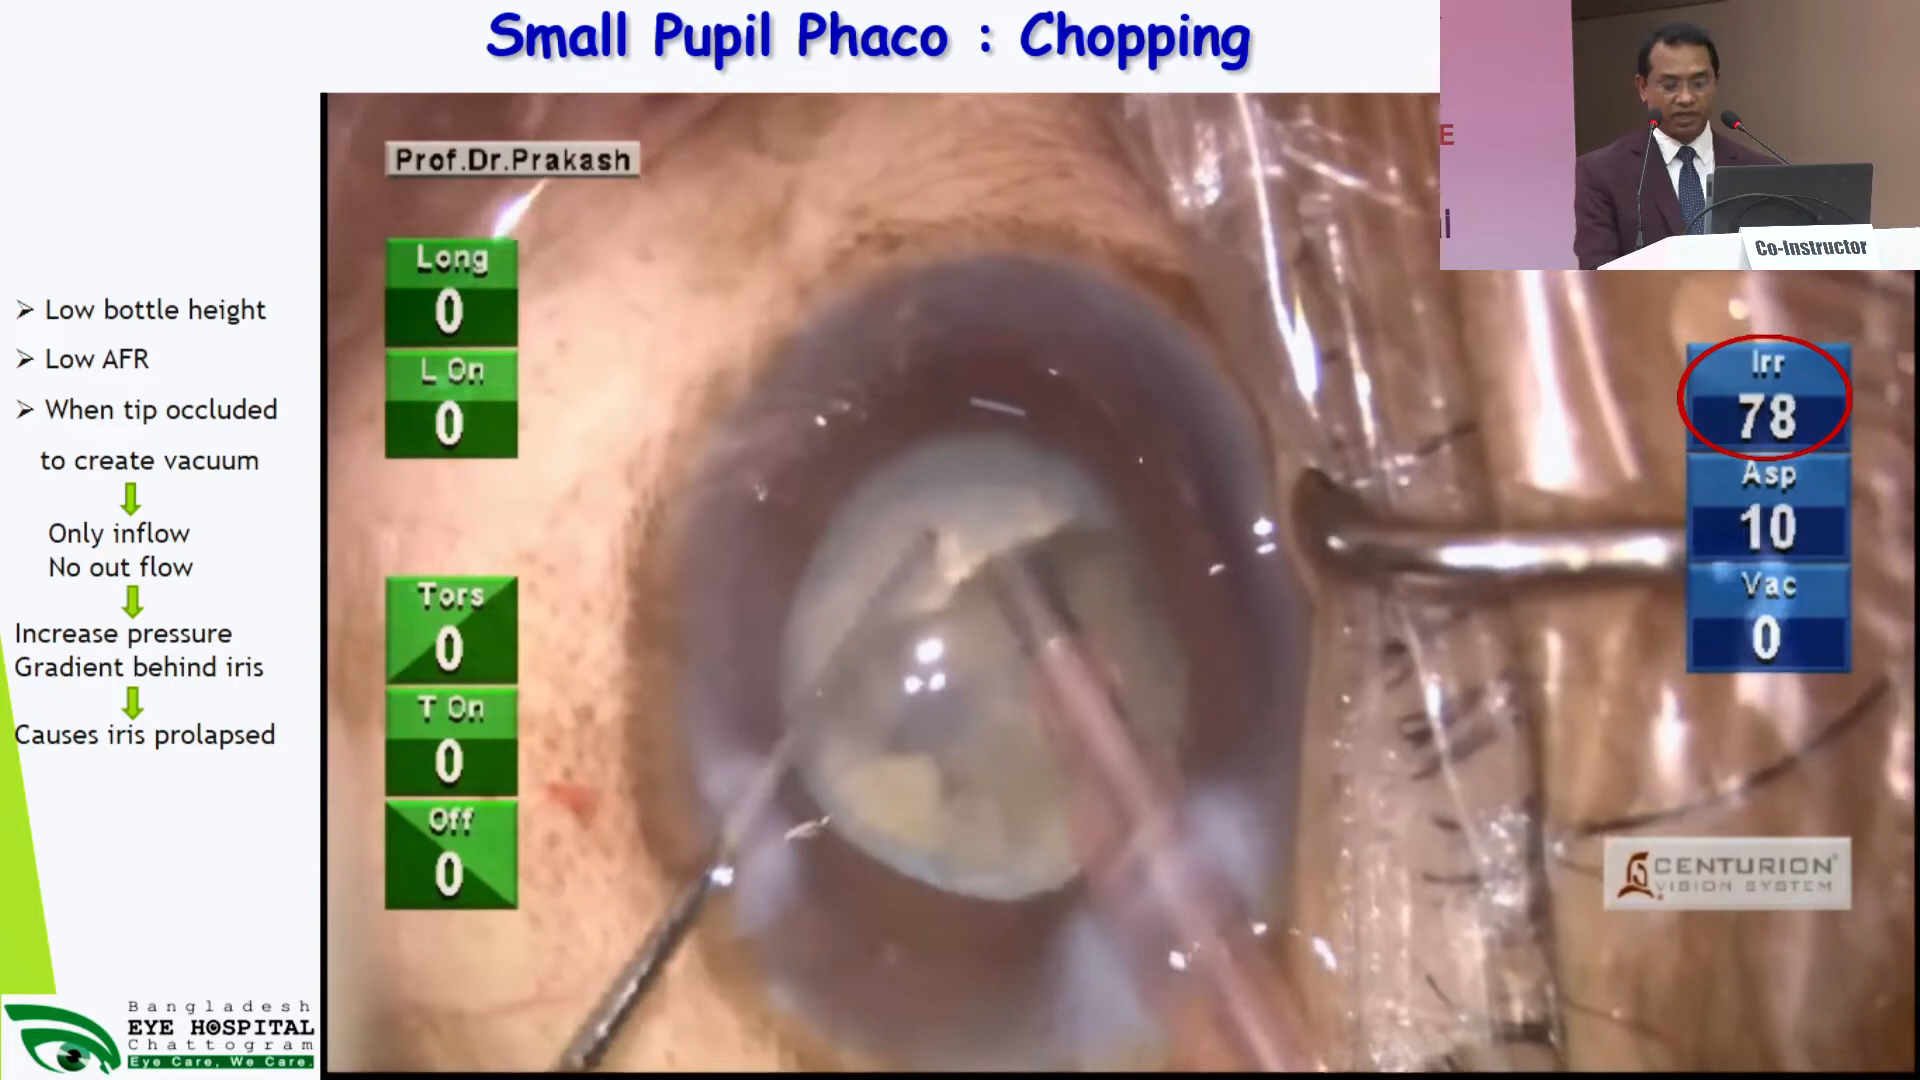 Small Pupil Phaco : Chopping
E
i
Co-Instructor
Prof.Dr.Prakash
Long
0
L On
0
Tors
0
T On
0
Off
0
Irr
78
Asp
10
Vac
0
CENTURION®
VISION SYSTEM
➢ Low bottle height
➢ Low AFR
➢ When tip occluded
to create vacuum
Only inflow
No out flow
Increase pressure
Gradient behind iris
Causes iris prolapsed
Bangladesh
EYE HOSPITAL
Chattogram
Eye Care, We Care.